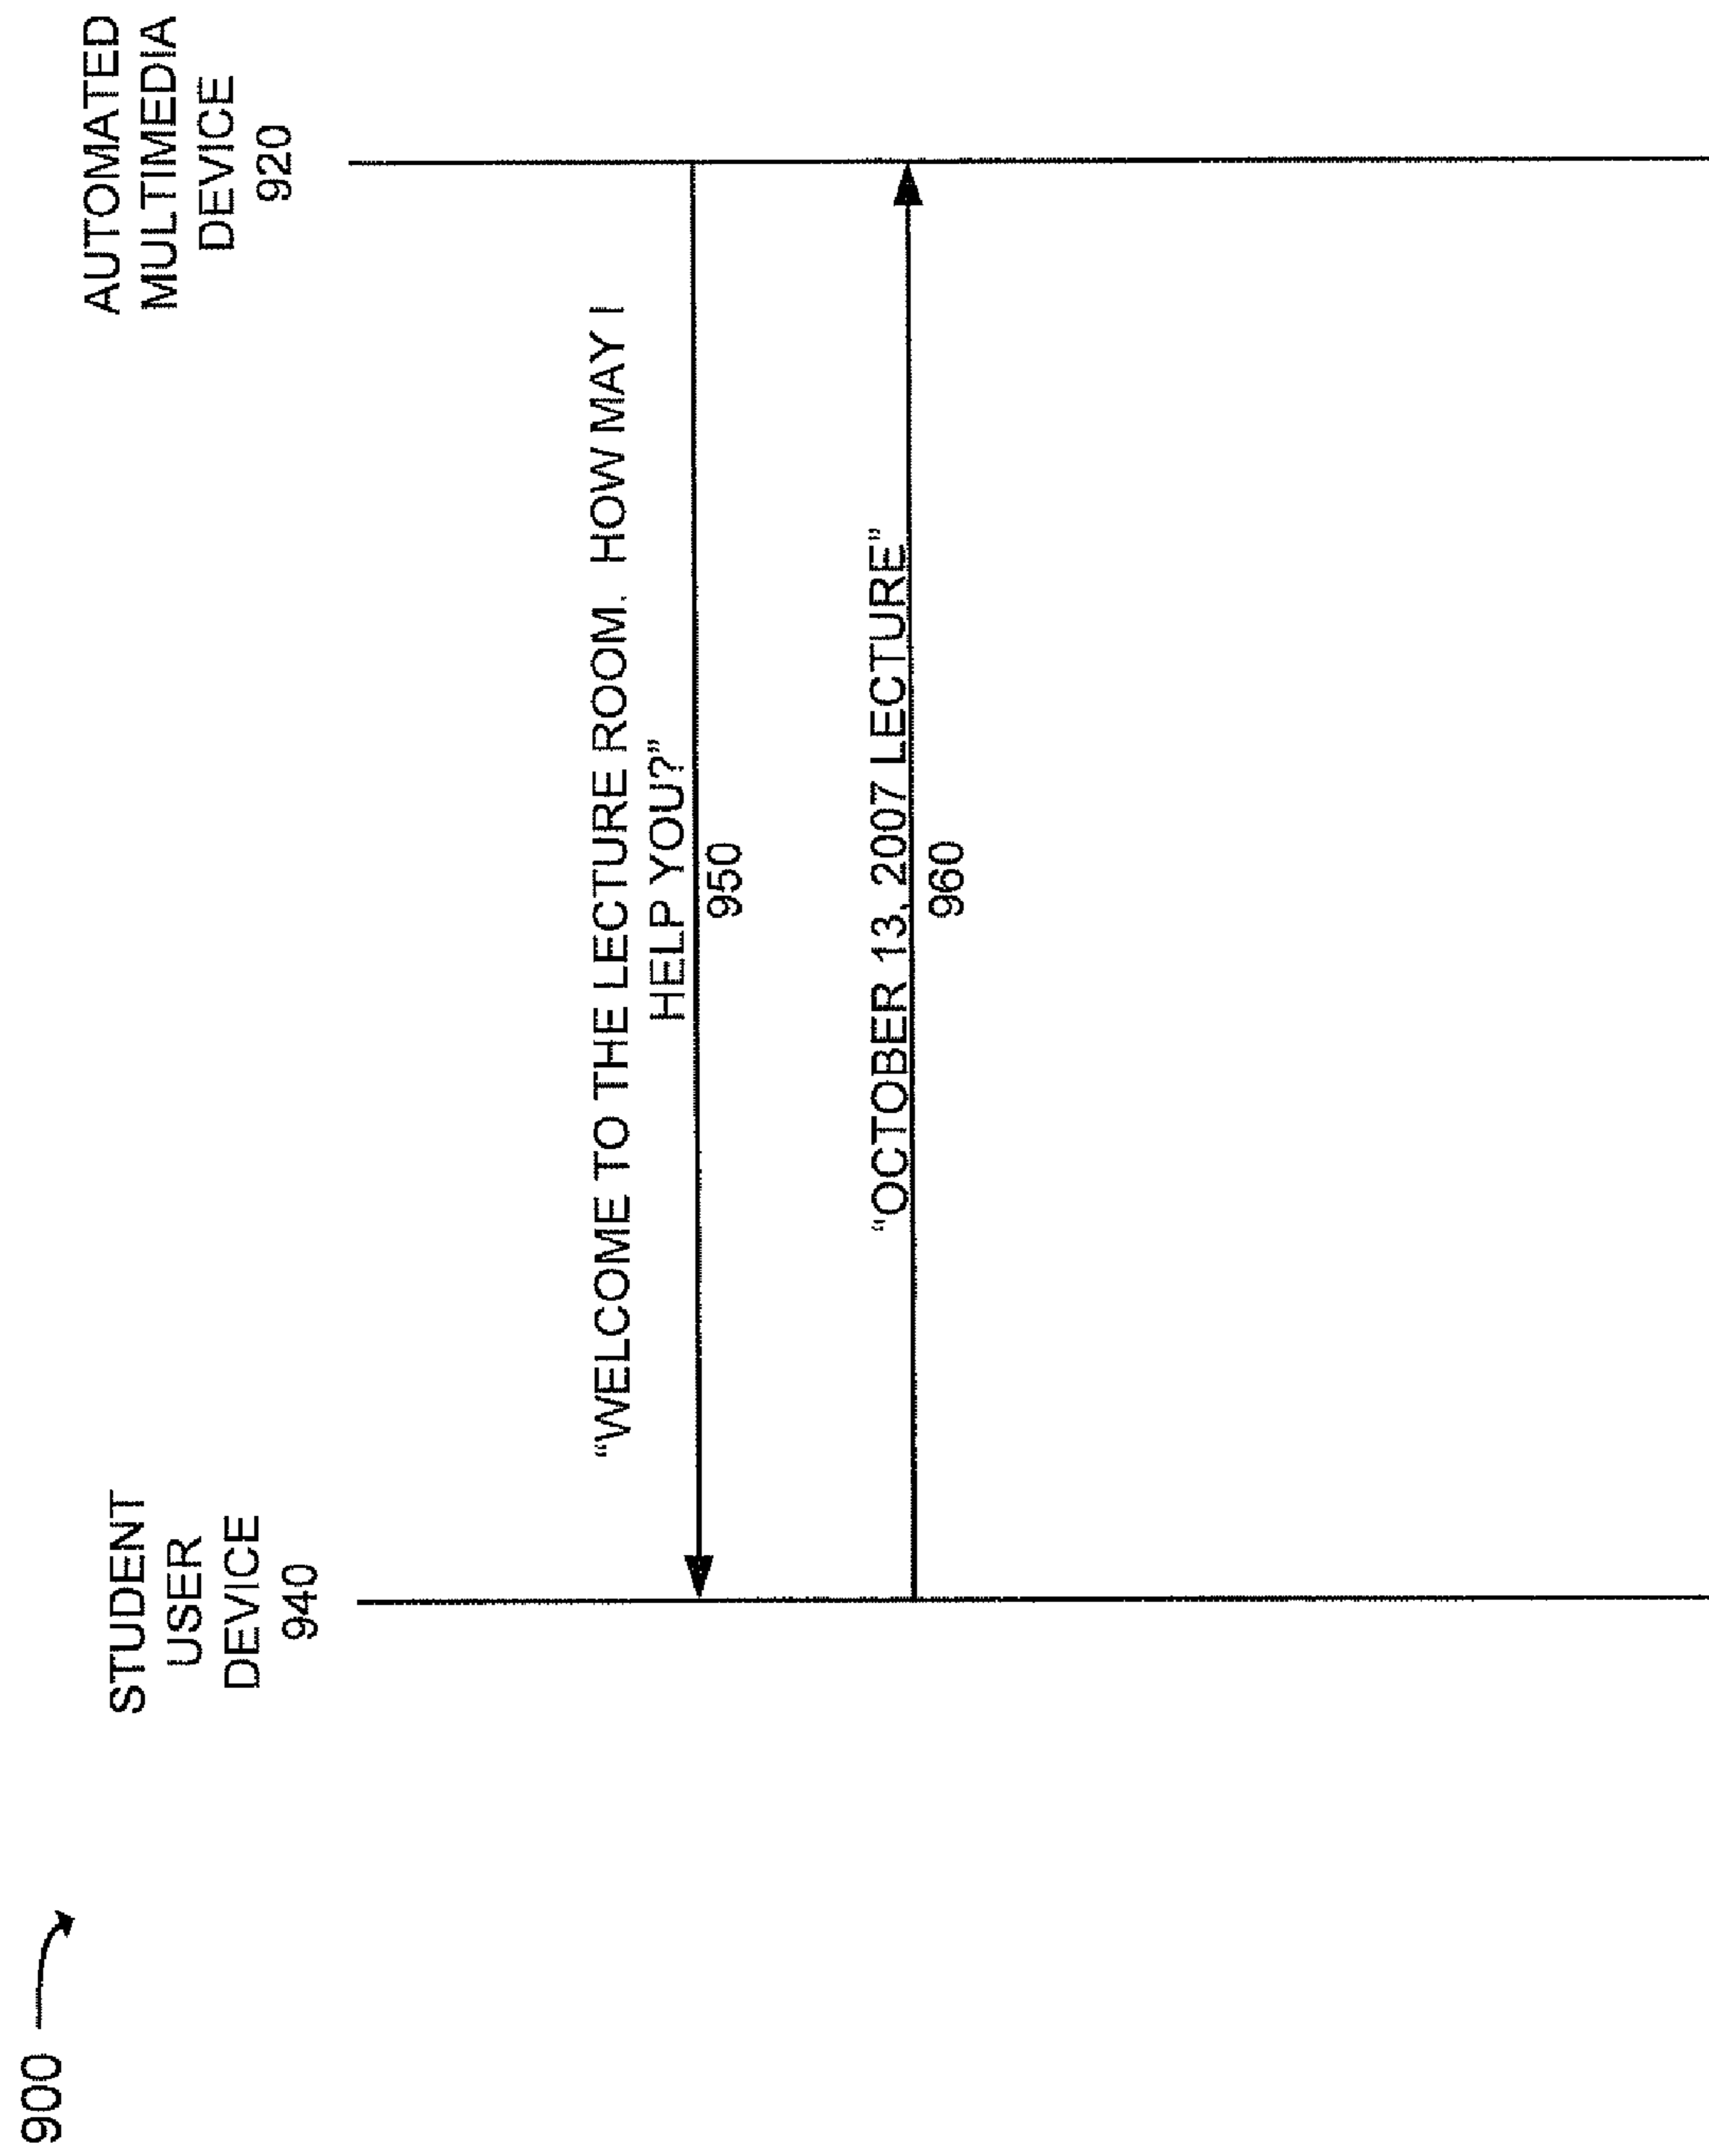 900
STUDENT
USER
DEVICE
940
AUTOMATED
MULTIMEDIA
DEVICE
920
“WELCOME TO THE LECTURE ROOM. HOW MAY I
HELP YOU?”
950
“OCTOBER 13, 2007 LECTURE”
960